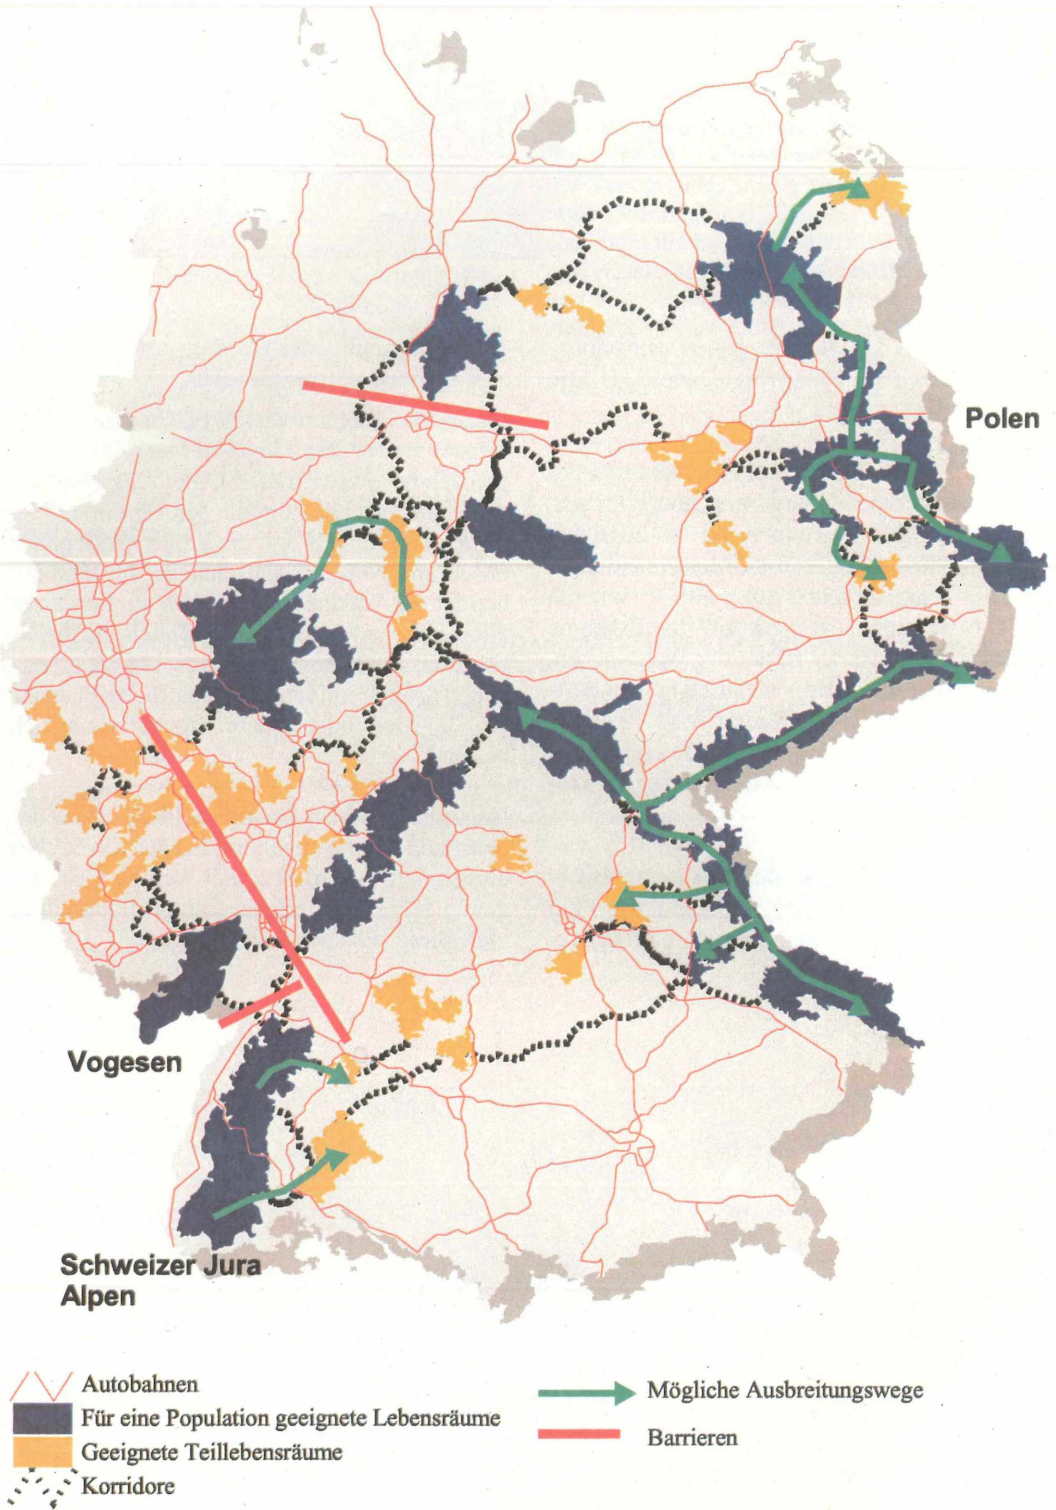 Polen
Vogesen
Schweizer Jura
Alpen
Autobahnen
Für eine Population geeignete Lebensräume
Geeignete Teillebensräume
Korridore
Mögliche Ausbreitungswege
Barrieren